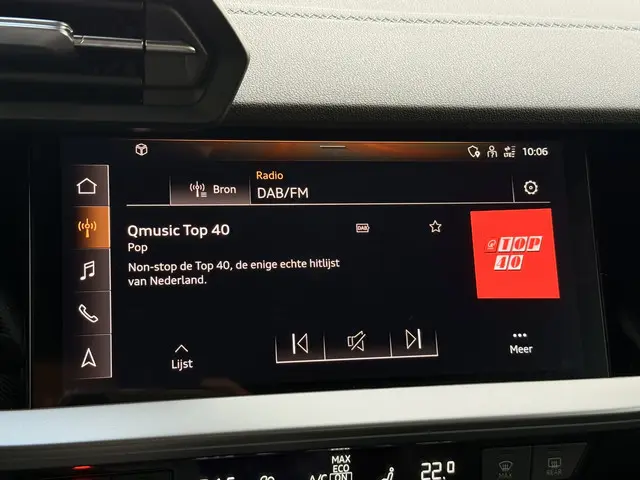 10:06
Radio
Bron
DAB/FM
Qmusic Top 40
DAB
Pop
Non-stop de Top 40, de enige echte hitlijst
van Nederland.
TOP
40
Lijst
Meer
MAX
ECO
A/C
ON
22.0
MAX
REAR